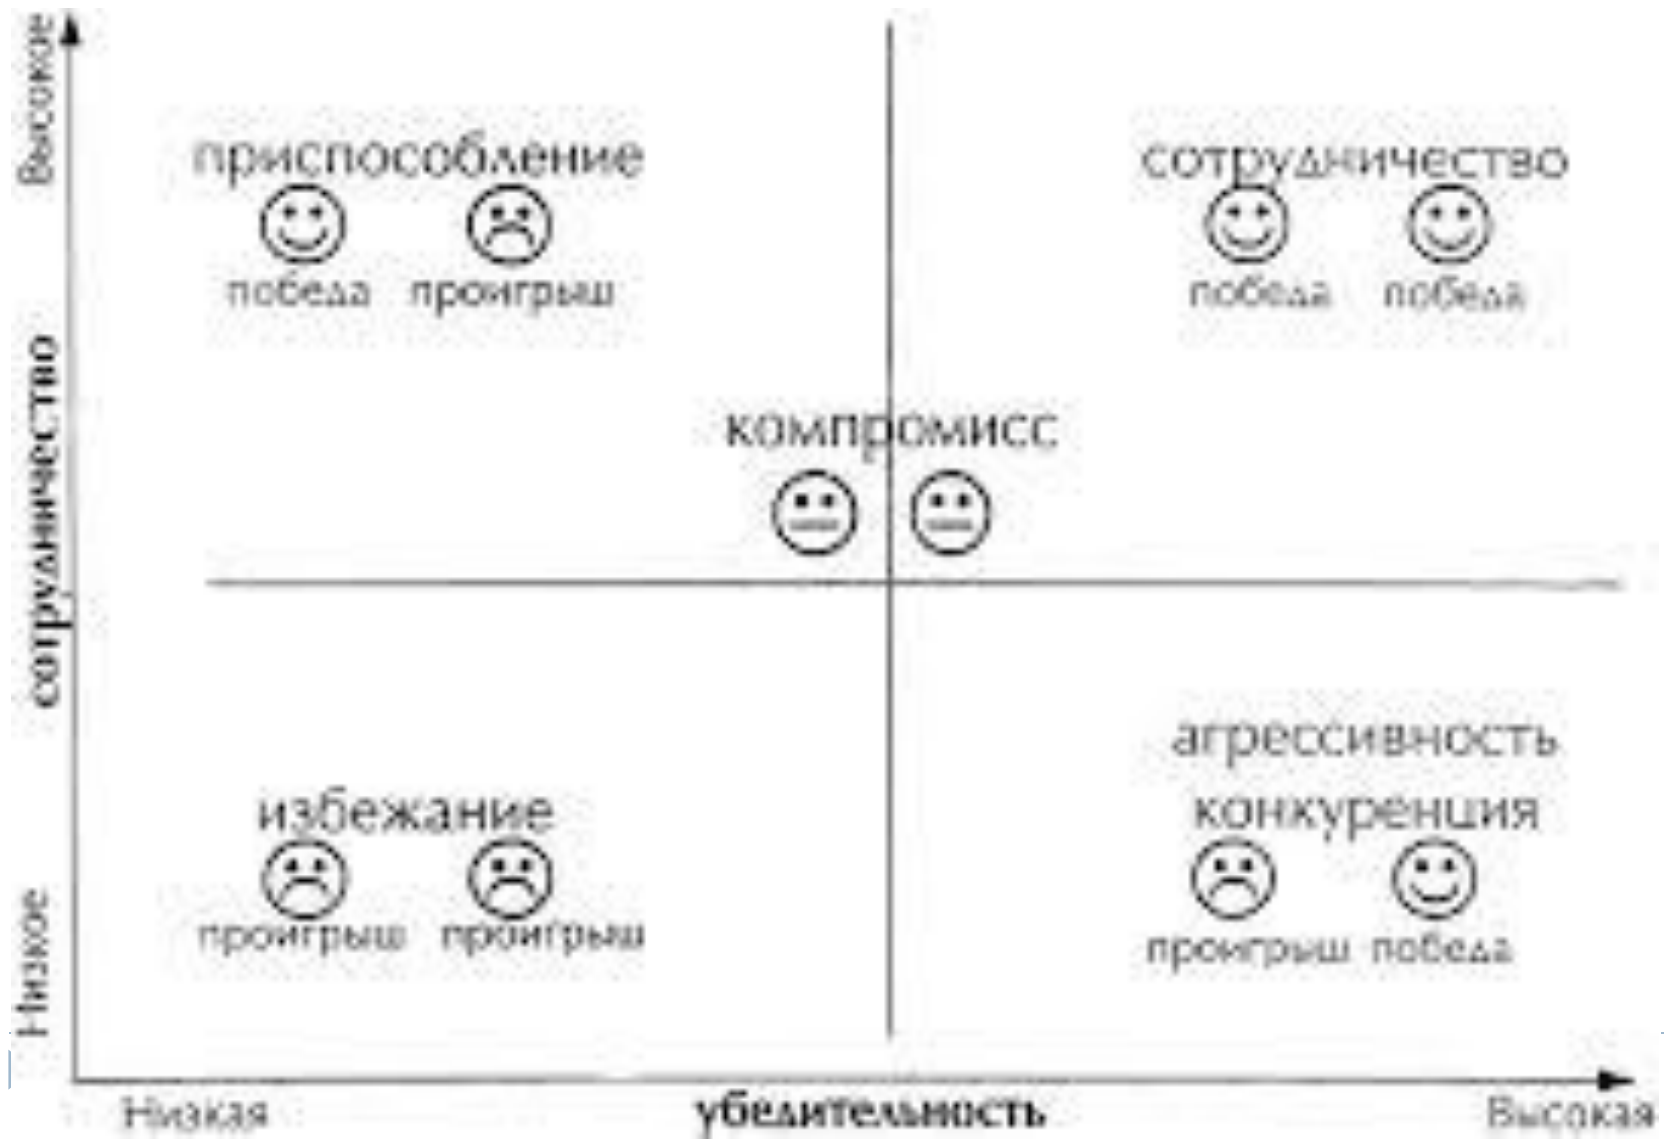 Высокое
приспособление
победа проигрыш
сотрудничество
победа победа
компромисс
сотрудничество
агрессивность
конкуренция
проигрыш победа
избежание
проигрыш проигрыш
Низкое
Низкая
убедительность
Высокая